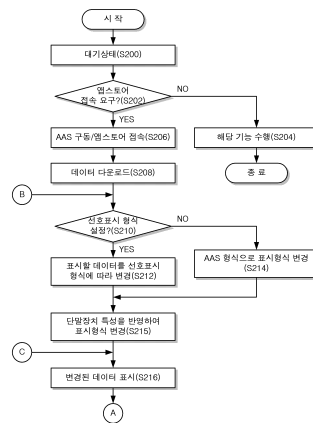 시 작
대기상태(S200)
앱스토어
접속 요구?(S202)
NO
YES
AAS 구동/앱스토어 접속(S206)
해당 기능 수행(S204)
데이터 다운로드(S208)
종 료
B
선호표시 형식
설정?(S210)
NO
YES
표시할 데이터를 선호표시
형식에 따라 변경(S212)
AAS 형식으로 표시형식 변경
(S214)
단말장치 특성을 반영하여
표시형식 변경(S215)
C
변경된 데이터 표시(S216)
A